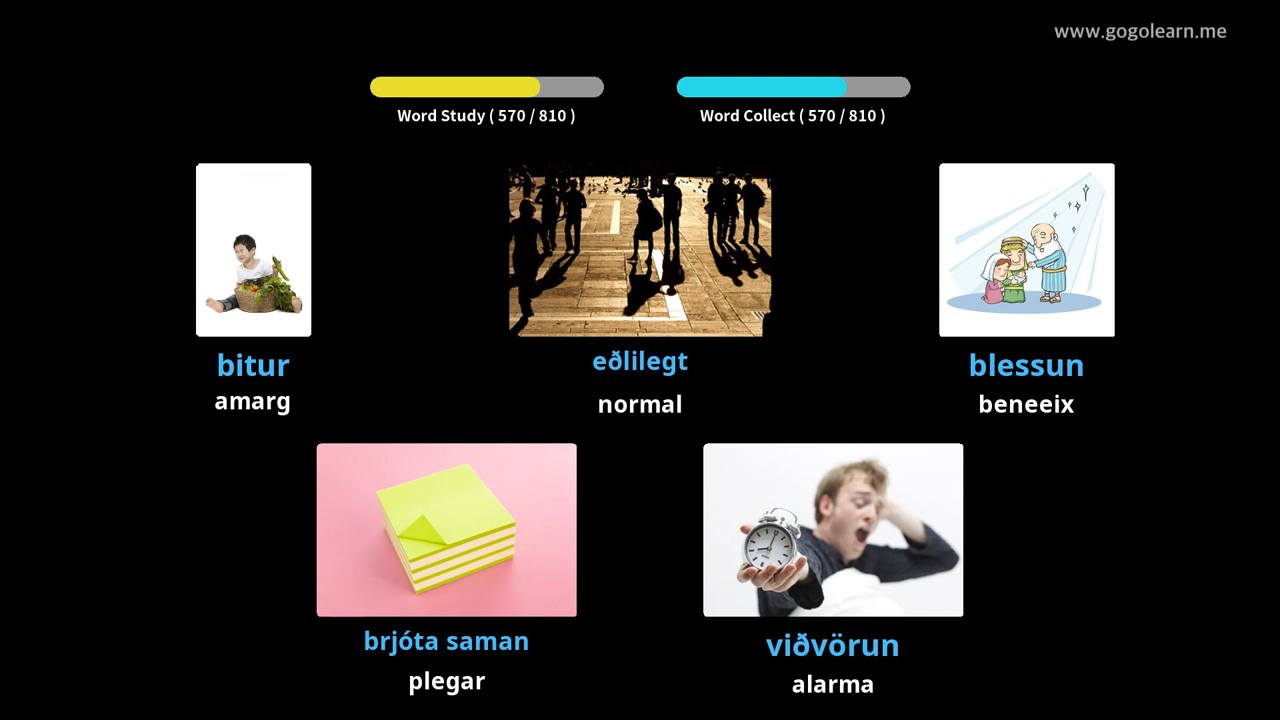 www.gogolearn.me
Word Study ( 570 / 810 )
Word Collect ( 570 / 810 )
bitur
amarg
eðlilegt
normal
blessun
beneeix
brjóta saman
plegar
viðvörun
alarma